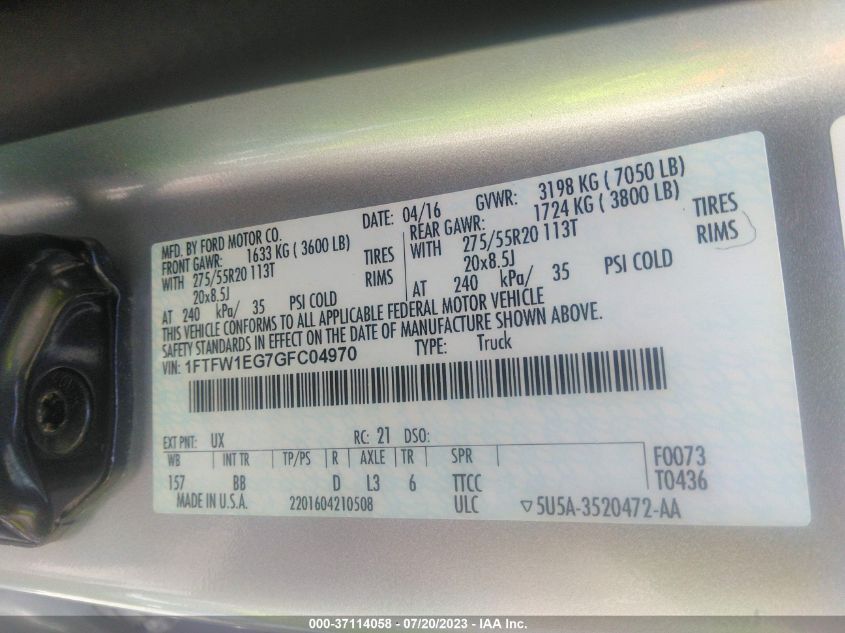 MFD. BY FORD MOTOR CO.
DATE: 04/16
GVWR: 3198 KG ( 7050 LB)
FRONT GAWR: 1633 KG ( 3600 LB)
REAR GAWR: 1724 KG ( 3800 LB)
WITH 275/55R20 113T TIRES
WITH 275/55R20 113T TIRES
20x8.5J RIMS
20x8.5J RIMS
AT 240 kPa/ 35 PSI COLD
AT 240 kPa/ 35 PSI COLD
THIS VEHICLE CONFORMS TO ALL APPLICABLE FEDERAL MOTOR VEHICLE
SAFETY STANDARDS IN EFFECT ON THE DATE OF MANUFACTURE SHOWN ABOVE.
VIN: 1FTFW1EG7GFC04970 TYPE: Truck
EXT PNT: UX RC: 21 DSO:
WB INT TR TP/PS R AXLE TR SPR F0073
157 BB D L3 6 TTCC T0436
MADE IN U.S.A. 2201604210508 ULC ▽5U5A-3520472-AA
000-37114058 - 07/20/2023 - IAA Inc.